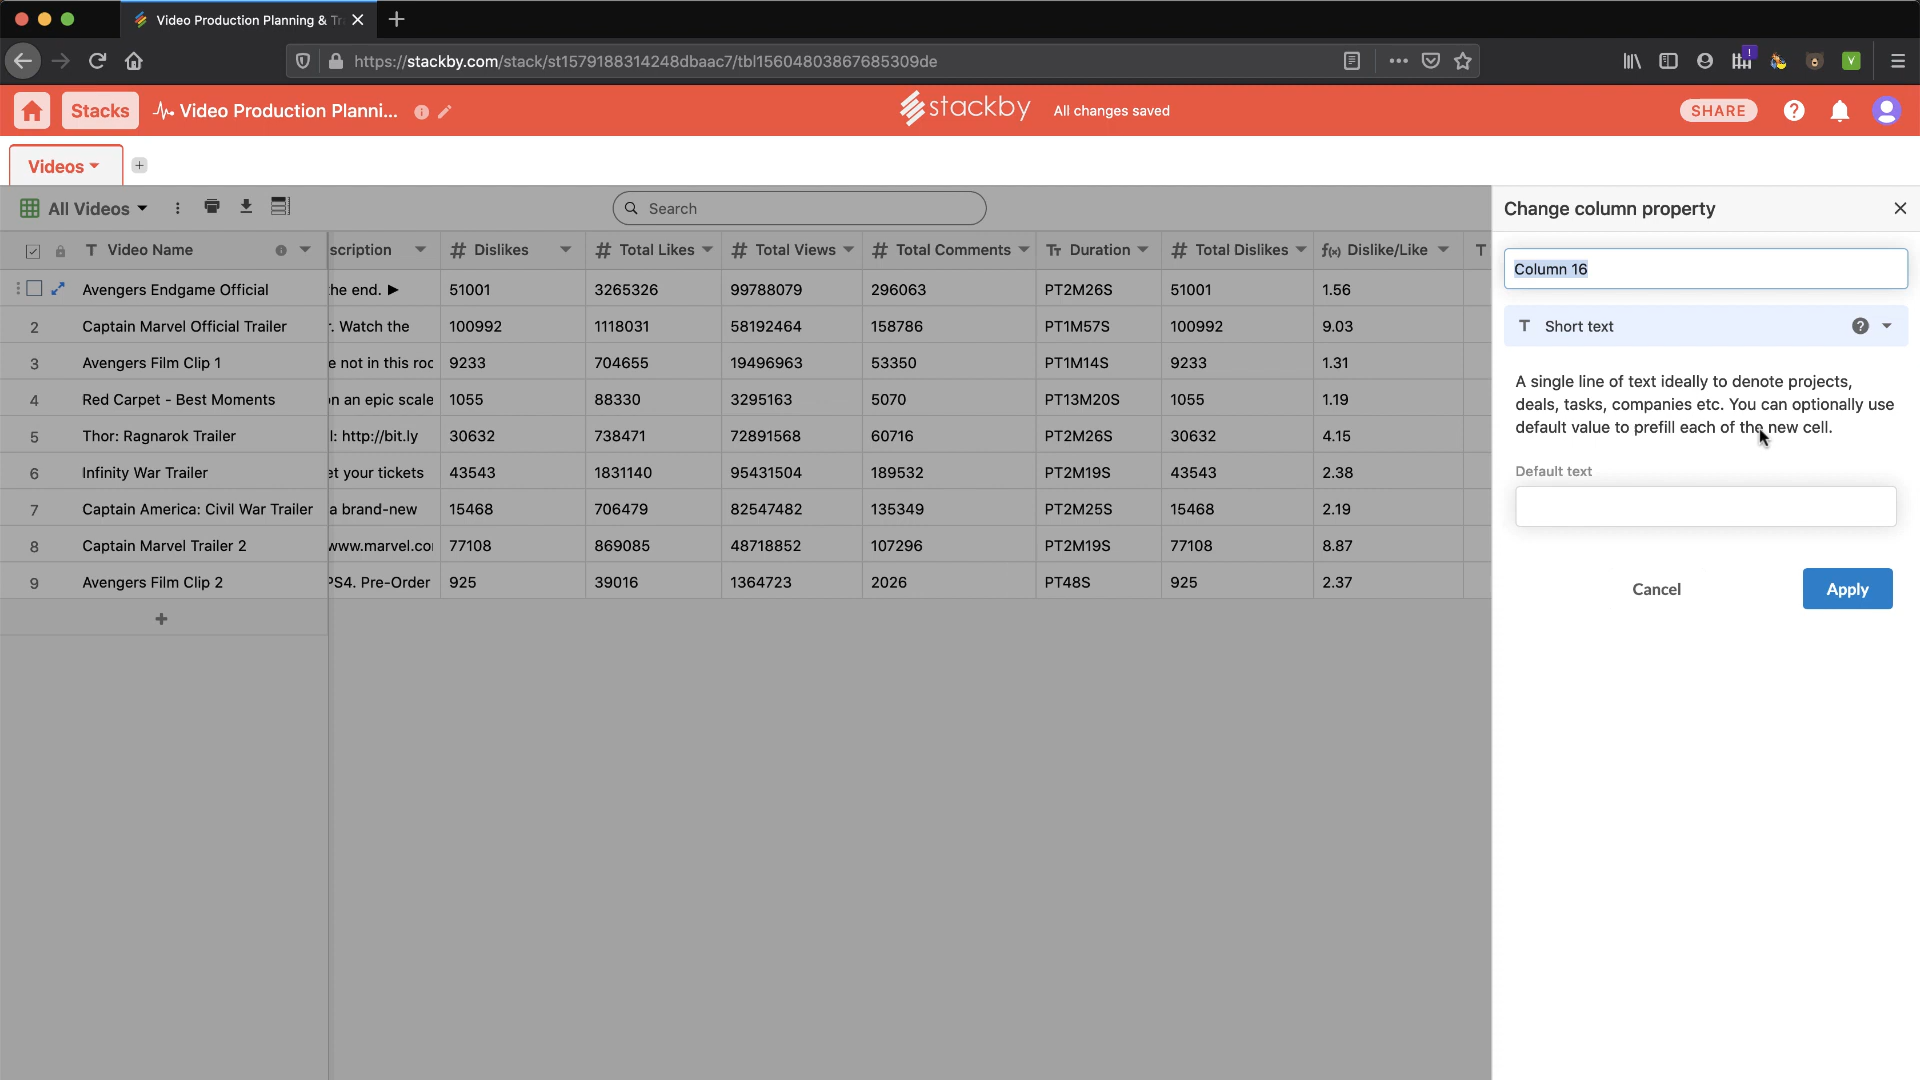 Video Production Planning & Tr
https://stackby.com/stack/st1579188314248dbaac7/tbl15604803867685309de
Stacks
Video Production Planni...
stackby
All changes saved
SHARE
Videos
All Videos
Search
Change column property
T Video Name
scription
# Dislikes
# Total Likes
# Total Views
# Total Comments
Tт Duration
# Total Dislikes
f(x) Dislike/Like
T
Column 16
Avengers Endgame Official he end. ► 51001 3265326 99788079 296063 PT2M26S 51001 1.56
2 Captain Marvel Official Trailer r. Watch the 100992 1118031 58192464 158786 PT1M57S 100992 9.03
3 Avengers Film Clip 1 e not in this roc 9233 704655 19496963 53350 PT1M14S 9233 1.31
4 Red Carpet - Best Moments on an epic scale 1055 88330 3295163 5070 PT13M20S 1055 1.19
5 Thor: Ragnarok Trailer l: http://bit.ly 30632 738471 72891568 60716 PT2M26S 30632 4.15
6 Infinity War Trailer et your tickets 43543 1831140 95431504 189532 PT2M19S 43543 2.38
7 Captain America: Civil War Trailer a brand-new 15468 706479 82547482 135349 PT2M25S 15468 2.19
8 Captain Marvel Trailer 2 www.marvel.co 77108 869085 48718852 107296 PT2M19S 77108 8.87
9 Avengers Film Clip 2 PS4. Pre-Order 925 39016 1364723 2026 PT48S 925 2.37
T Short text
A single line of text ideally to denote projects,
deals, tasks, companies etc. You can optionally use
default value to prefill each of the new cell.
Default text
Cancel
Apply